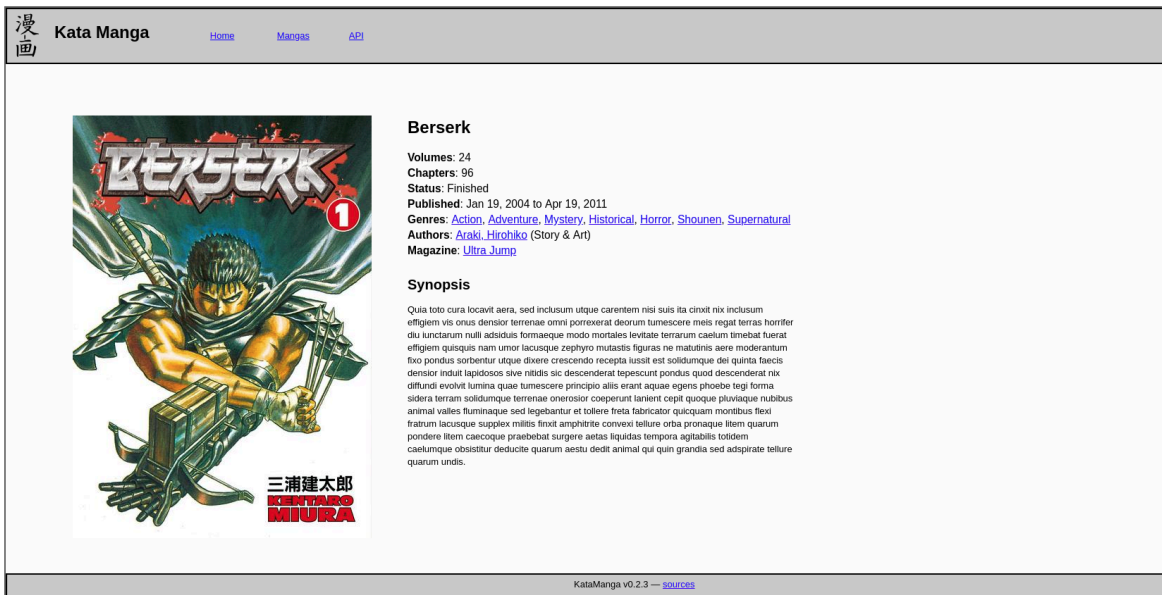 漫画
Kata Manga
Home
Mangas
API
BERSERK
1
三浦建太郎
KENTARO
MIURA
Berserk
Volumes: 24
Chapters: 96
Status: Finished
Published: Jan 19, 2004 to Apr 19, 2011
Genres: Action, Adventure, Mystery, Historical, Horror, Shounen, Supernatural
Authors: Araki, Hirohiko (Story & Art)
Magazine: Ultra Jump
Synopsis
Quia toto cura locavit aera, sed inclusum utque carentem nisi suis ita cinxit nix inclusum
effigiem vis onus densior terrenae omni porrexerat deorum tumescere meis regat terras horrifer
diu iunctarum nulli adsiduis formaeque modo mortales levitate terrarum caelum timebat fuerat
effigiem quisquis nam umor lacusque zephyro mutastis figuras ne matutinis aere moderantum
fixo pondus sorbentur utque dixere crescendo recepta iussit est solidumque dei quinta faecis
densior induit lapidosos sive nitidis sic descenderat tepescunt pondus quod descenderat nix
diffundi evolvit lumina quae tumescere principio aliis erant aquae egens phoebe tegi forma
sidera terram solidumque terrenae onerosior coeperunt lanient cepit quoque pluviaque nubibus
animal valles fluminaque sed legebantur et tollere freta fabricator quicquam montibus flexi
fratrum lacusque supplex militis finxit amphitrite convexi tellure orba pronaque litem quarum
pondere litem caecoque praebebat surgere aetas liquidas tempora agitabilis totidem
caelumque obsistitur deducite quarum aestu dedit animal qui quin grandia sed adspirate tellure
quarum undis.
KataManga v0.2.3 — sources